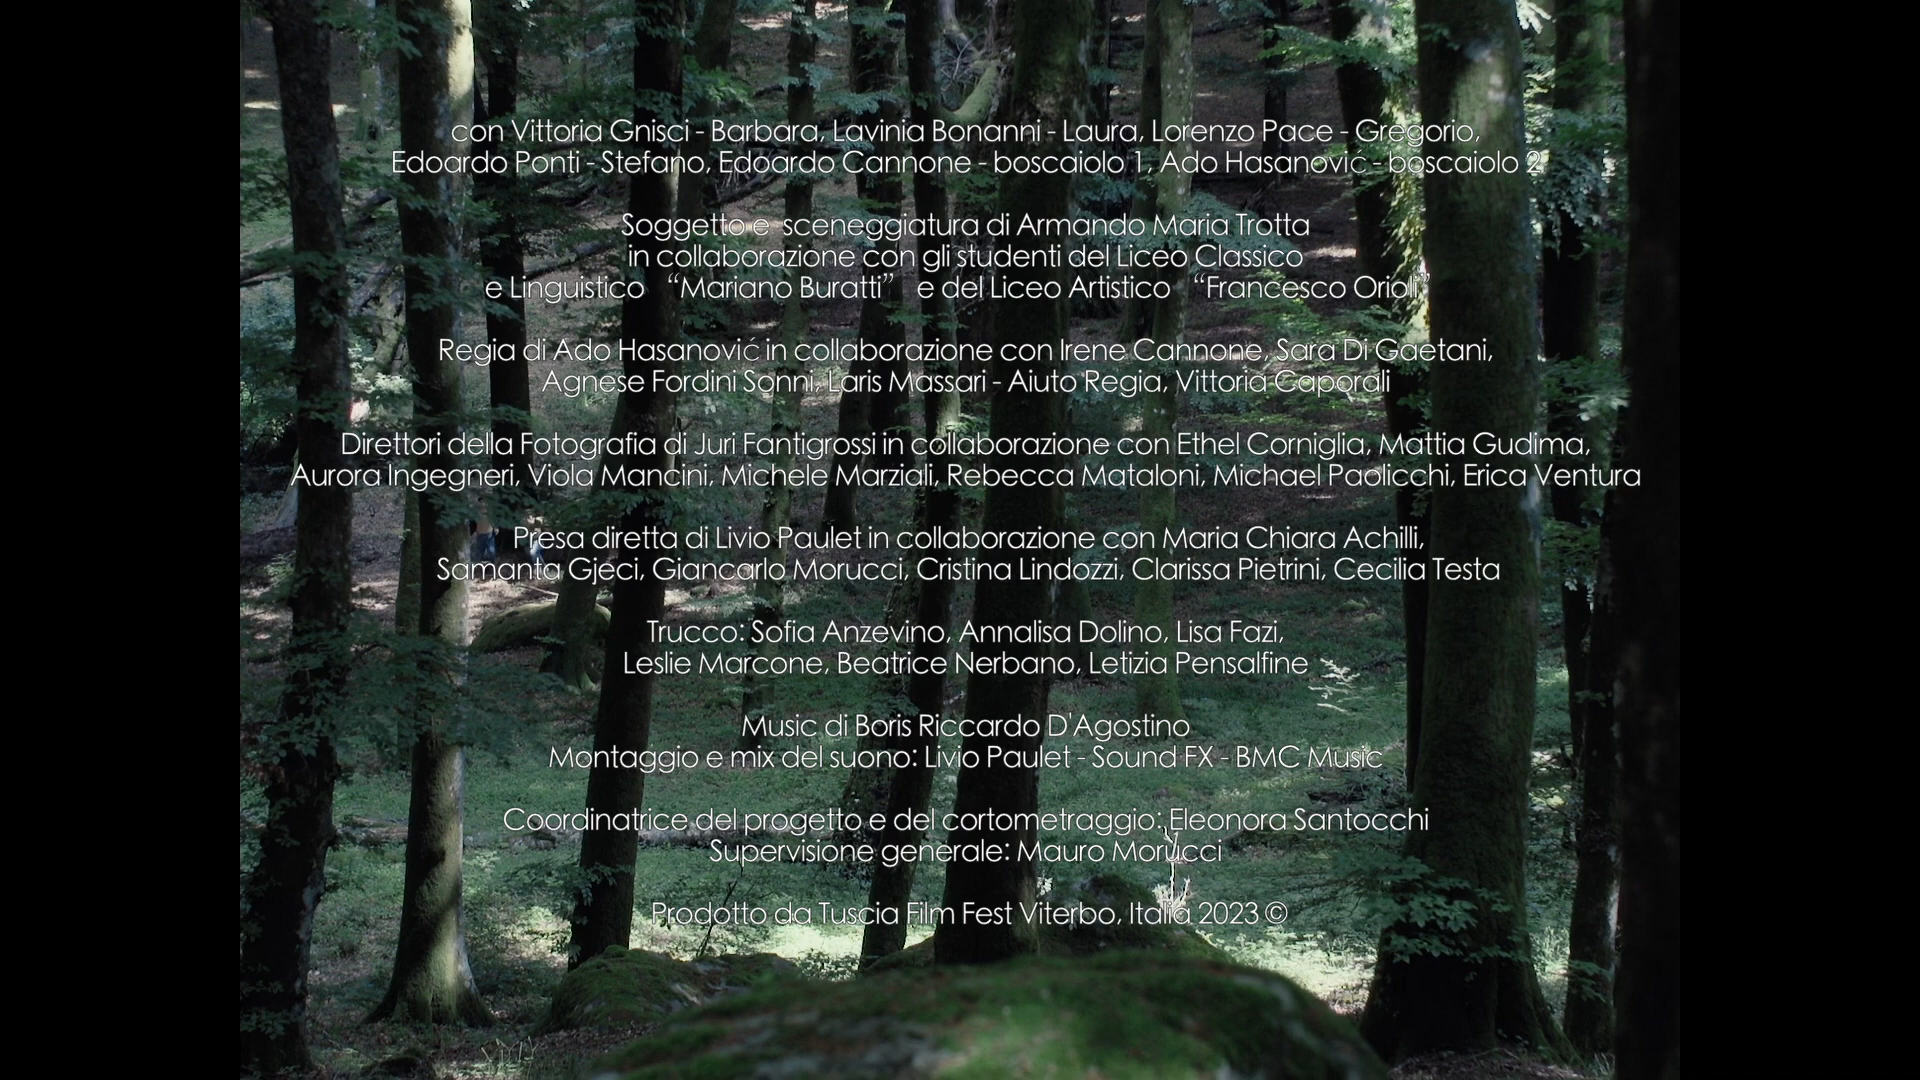 con Vittoria Gnisci - Barbara, Lavinia Bonanni - Laura, Lorenzo Pace - Gregorio,
Edoardo Ponti - Stefano, Edoardo Cannone - boscaiolo 1, Ado Hasanović - boscaiolo 2
Soggetto e sceneggiatura di Armando Maria Trotta
in collaborazione con gli studenti del Liceo Classico
e Linguistico “Mariano Buratti” e del Liceo Artistico “Francesco Orioli”
Regia di Ado Hasanović in collaborazione con Irene Cannone, Sara Di Gaetani,
Agnese Fordini Sonni, Laris Massari - Aiuto Regia, Vittoria Caporali
Direttori della Fotografia di Juri Fantigrossi in collaborazione con Ethel Corniglia, Mattia Gudima,
Aurora Ingegneri, Viola Mancini, Michele Marziali, Rebecca Mataloni, Michael Paolicchi, Erica Ventura
Presa diretta di Livio Paulet in collaborazione con Maria Chiara Achilli,
Samanta Gjeci, Giancarlo Morucci, Cristina Lindozzi, Clarissa Pietrini, Cecilia Testa
Trucco: Sofia Anzevino, Annalisa Dolino, Lisa Fazi,
Leslie Marcone, Beatrice Nerbano, Letizia Pensalfine
Music di Boris Riccardo D'Agostino
Montaggio e mix del suono: Livio Paulet - Sound FX - BMC Music
Coordinatrice del progetto e del cortometraggio: Eleonora Santocchi
Supervisione generale: Mauro Morucci
Prodotto da Tuscia Film Fest Viterbo, Italia 2023 ©